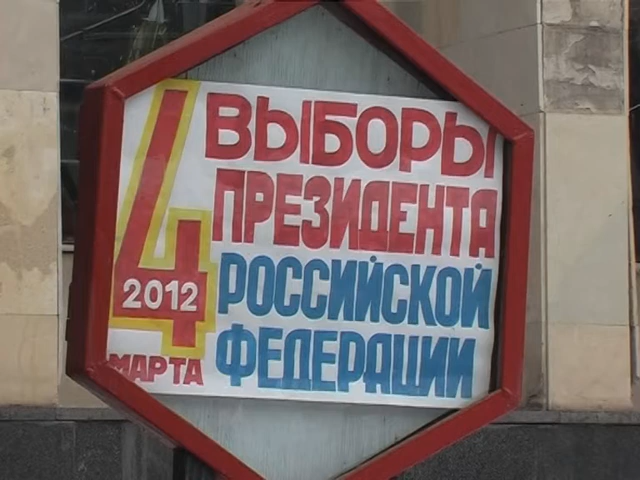 4
2012
МАРТА
ВЫБОРЫ
ПРЕЗИДЕНТА
РОССИЙСКОЙ
ФЕДЕРАЦИИ